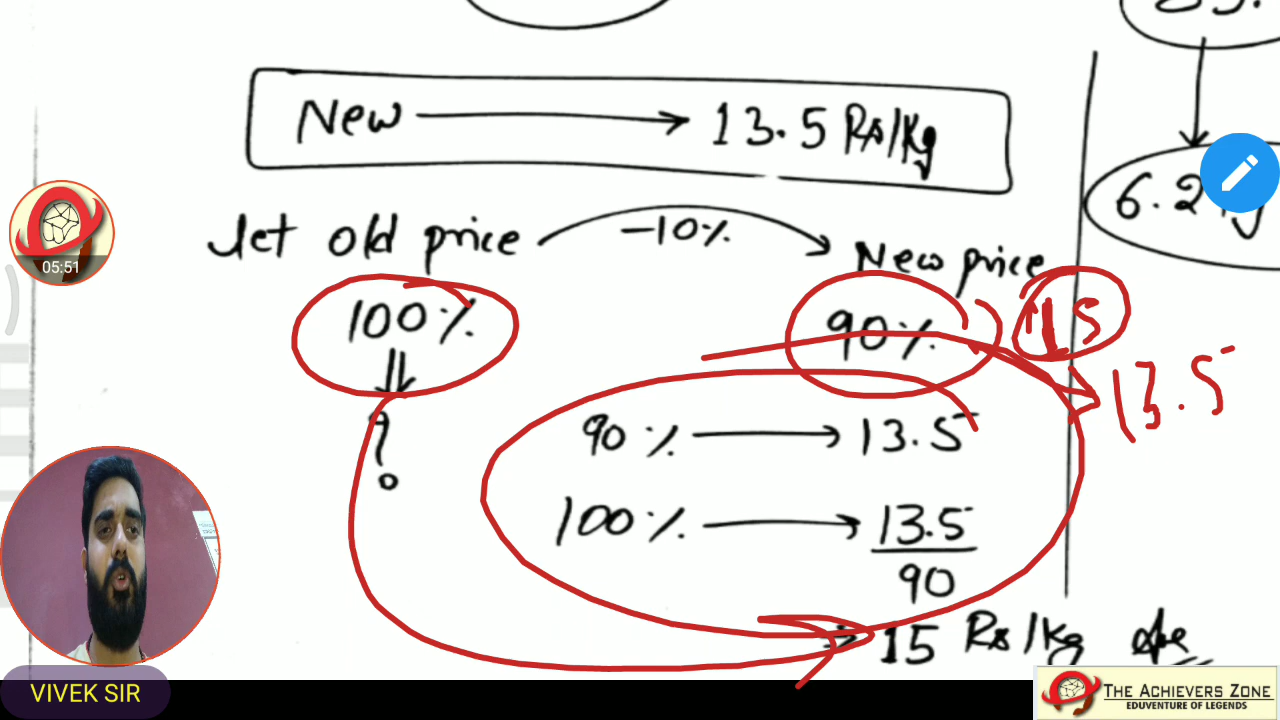 New → 13.5 Rs/Kg
let old price -10% New price
100% 90% 15
13.5
?
90% → 13.5
100% → 13.5
90
⇒ 15 Rs/Kg
05:51
VIVEK SIR
THE ACHIEVERS ZONE
EDUVENTURE OF LEGENDS